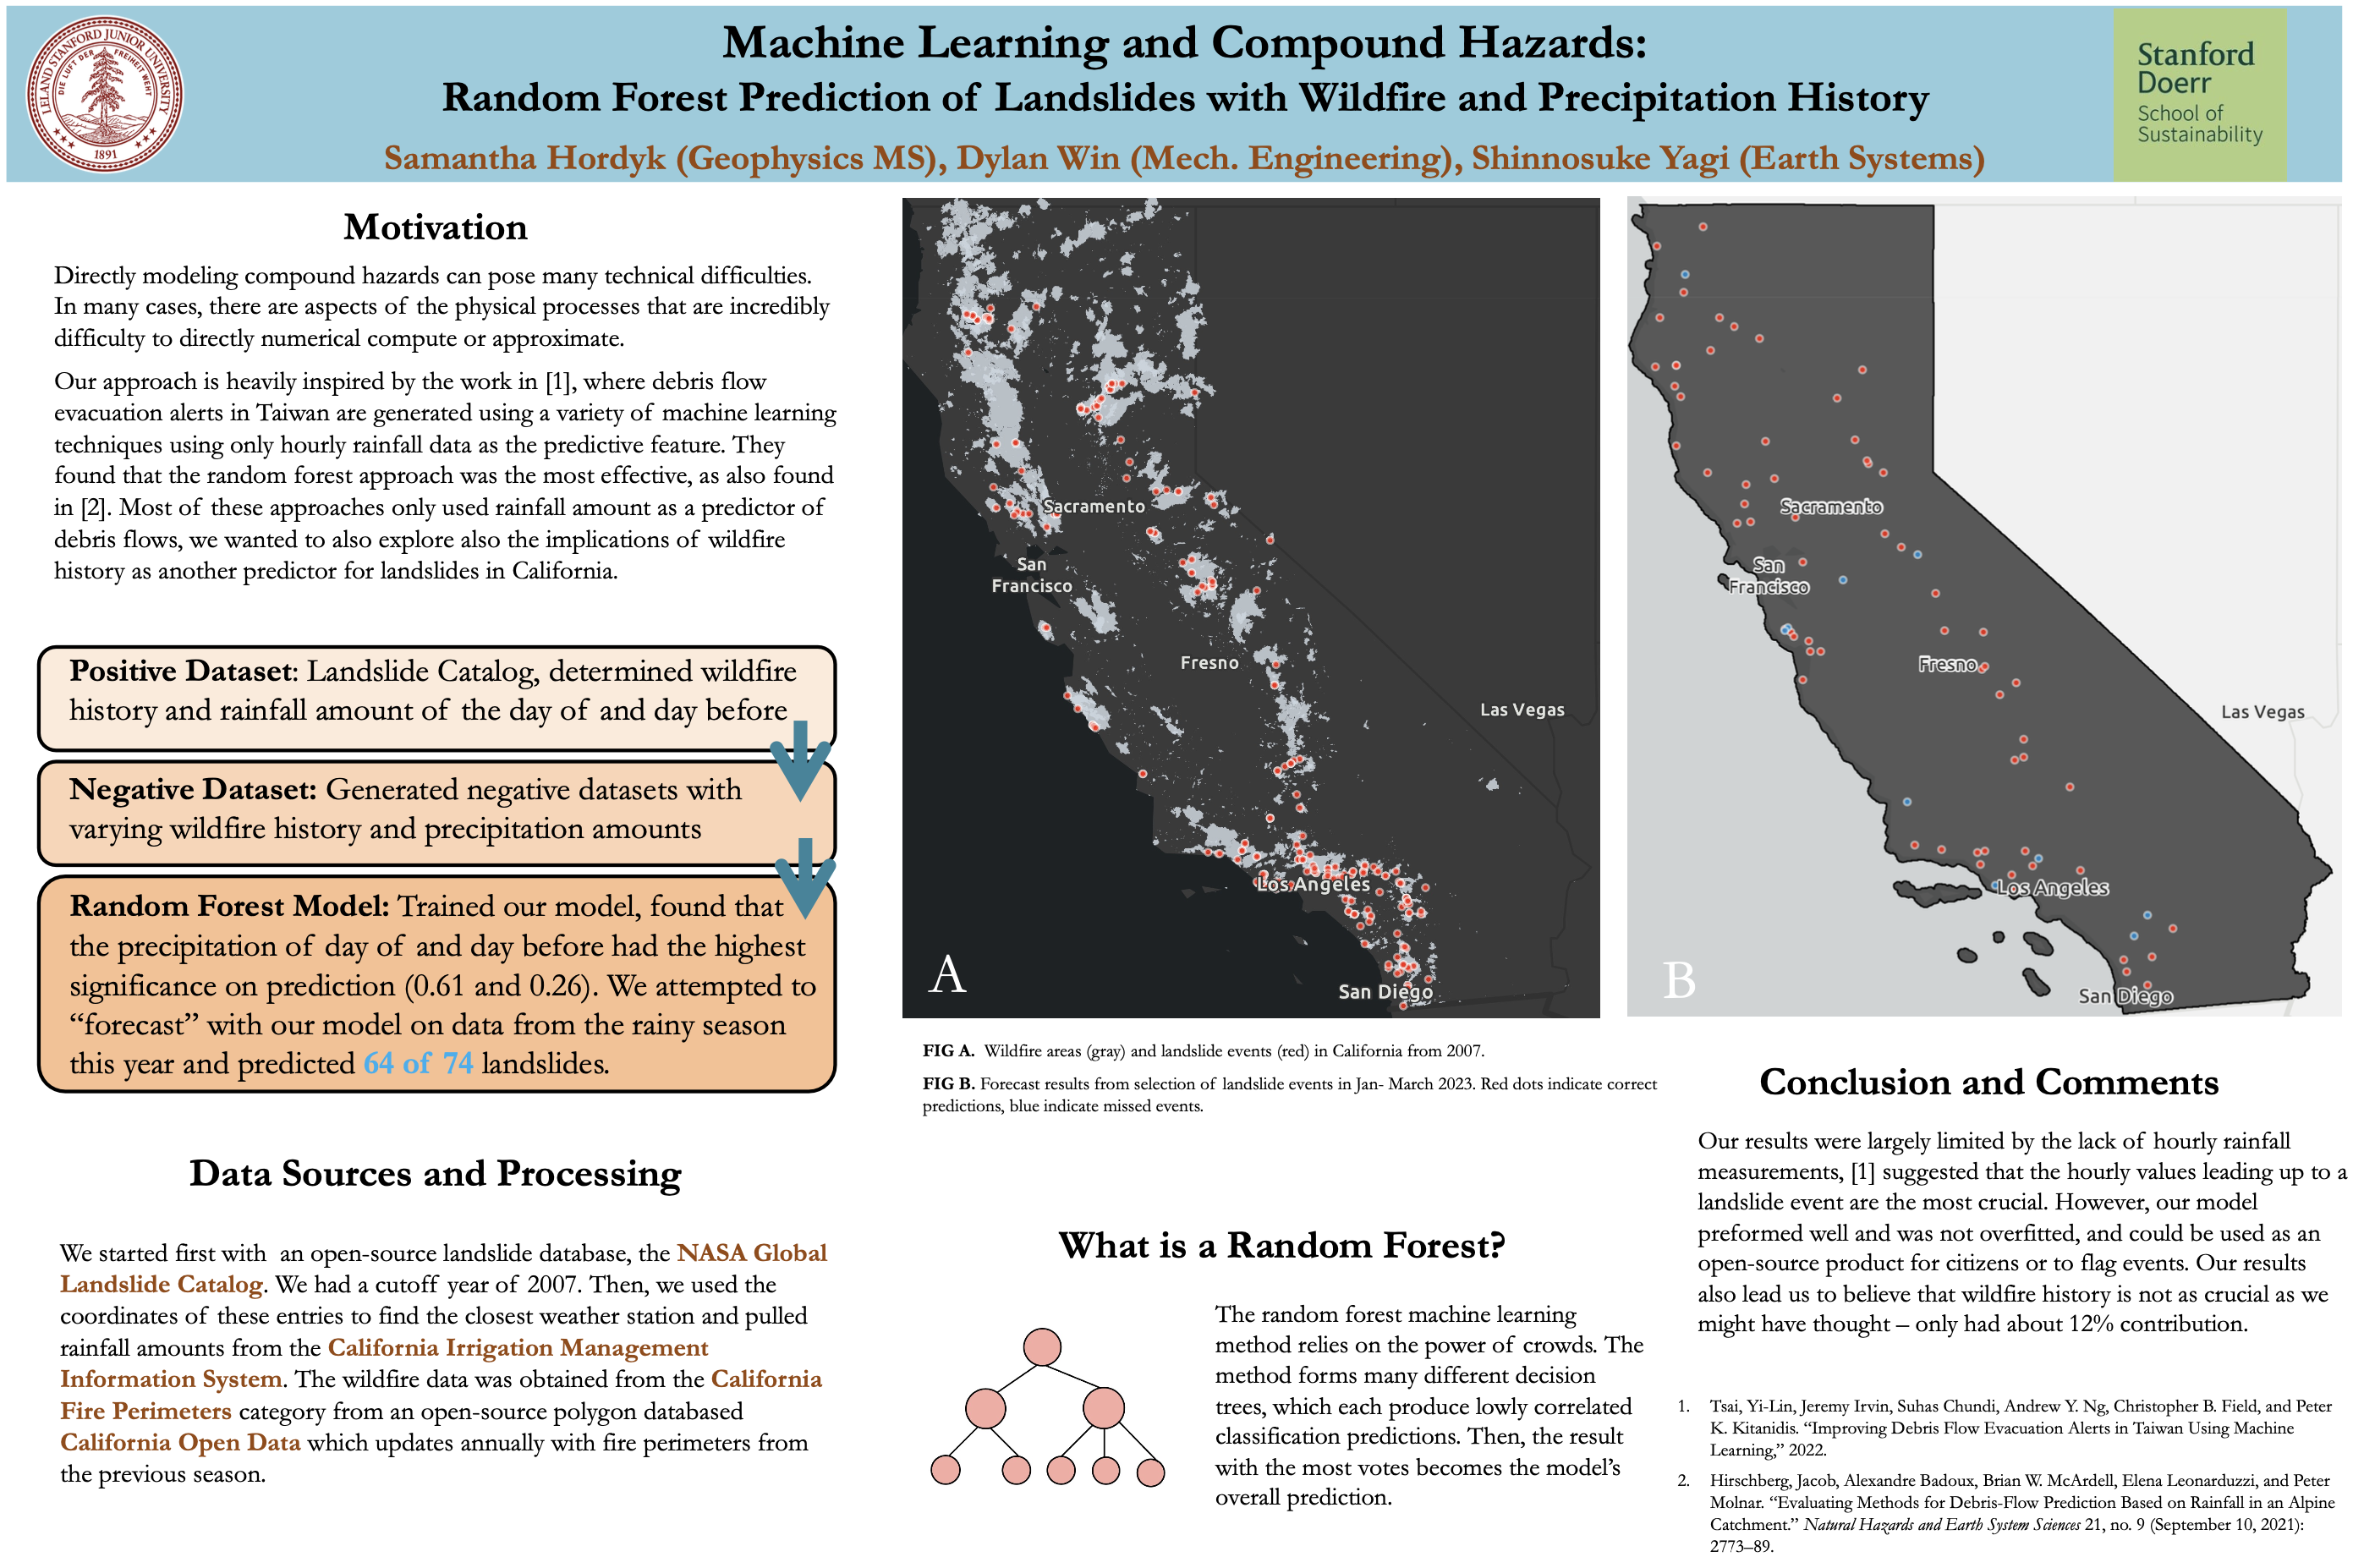 LELAND STANFORD JUNIOR UNIVERSITY
DIE LUFT DER FREIHEIT WEHT
1891
Machine Learning and Compound Hazards:
Random Forest Prediction of Landslides with Wildfire and Precipitation History
Samantha Hordyk (Geophysics MS), Dylan Win (Mech. Engineering), Shinnosuke Yagi (Earth Systems)
Stanford
Doerr
School of
Sustainability
Motivation
Directly modeling compound hazards can pose many technical difficulties.
In many cases, there are aspects of the physical processes that are incredibly
difficulty to directly numerical compute or approximate.
Our approach is heavily inspired by the work in [1], where debris flow
evacuation alerts in Taiwan are generated using a variety of machine learning
techniques using only hourly rainfall data as the predictive feature. They
found that the random forest approach was the most effective, as also found
in [2]. Most of these approaches only used rainfall amount as a predictor of
debris flows, we wanted to also explore also the implications of wildfire
history as another predictor for landslides in California.
Positive Dataset: Landslide Catalog, determined wildfire
history and rainfall amount of the day of and day before
Negative Dataset: Generated negative datasets with
varying wildfire history and precipitation amounts
Random Forest Model: Trained our model, found that
the precipitation of day of and day before had the highest
significance on prediction (0.61 and 0.26). We attempted to
“forecast” with our model on data from the rainy season
this year and predicted 64 of 74 landslides.
Data Sources and Processing
We started first with an open-source landslide database, the NASA Global
Landslide Catalog. We had a cutoff year of 2007. Then, we used the
coordinates of these entries to find the closest weather station and pulled
rainfall amounts from the California Irrigation Management
Information System. The wildfire data was obtained from the California
Fire Perimeters category from an open-source polygon databased
California Open Data which updates annually with fire perimeters from
the previous season.
Sacramento
San
Francisco
Fresno
Las Vegas
Los Angeles
San Diego
A
Sacramento
San
Francisco
Fresno
Las Vegas
Los Angeles
San Diego
B
FIG A. Wildfire areas (gray) and landslide events (red) in California from 2007.
FIG B. Forecast results from selection of landslide events in Jan- March 2023. Red dots indicate correct
predictions, blue indicate missed events.
What is a Random Forest?
The random forest machine learning
method relies on the power of crowds. The
method forms many different decision
trees, which each produce lowly correlated
classification predictions. Then, the result
with the most votes becomes the model’s
overall prediction.
Conclusion and Comments
Our results were largely limited by the lack of hourly rainfall
measurements, [1] suggested that the hourly values leading up to a
landslide event are the most crucial. However, our model
preformed well and was not overfitted, and could be used as an
open-source product for citizens or to flag events. Our results
also lead us to believe that wildfire history is not as crucial as we
might have thought – only had about 12% contribution.
1. Tsai, Yi-Lin, Jeremy Irvin, Suhas Chundi, Andrew Y. Ng, Christopher B. Field, and Peter
K. Kitanidis. “Improving Debris Flow Evacuation Alerts in Taiwan Using Machine
Learning,” 2022.
2. Hirschberg, Jacob, Alexandre Badoux, Brian W. McArdell, Elena Leonarduzzi, and Peter
Molnar. “Evaluating Methods for Debris-Flow Prediction Based on Rainfall in an Alpine
Catchment.” Natural Hazards and Earth System Sciences 21, no. 9 (September 10, 2021):
2773–89.